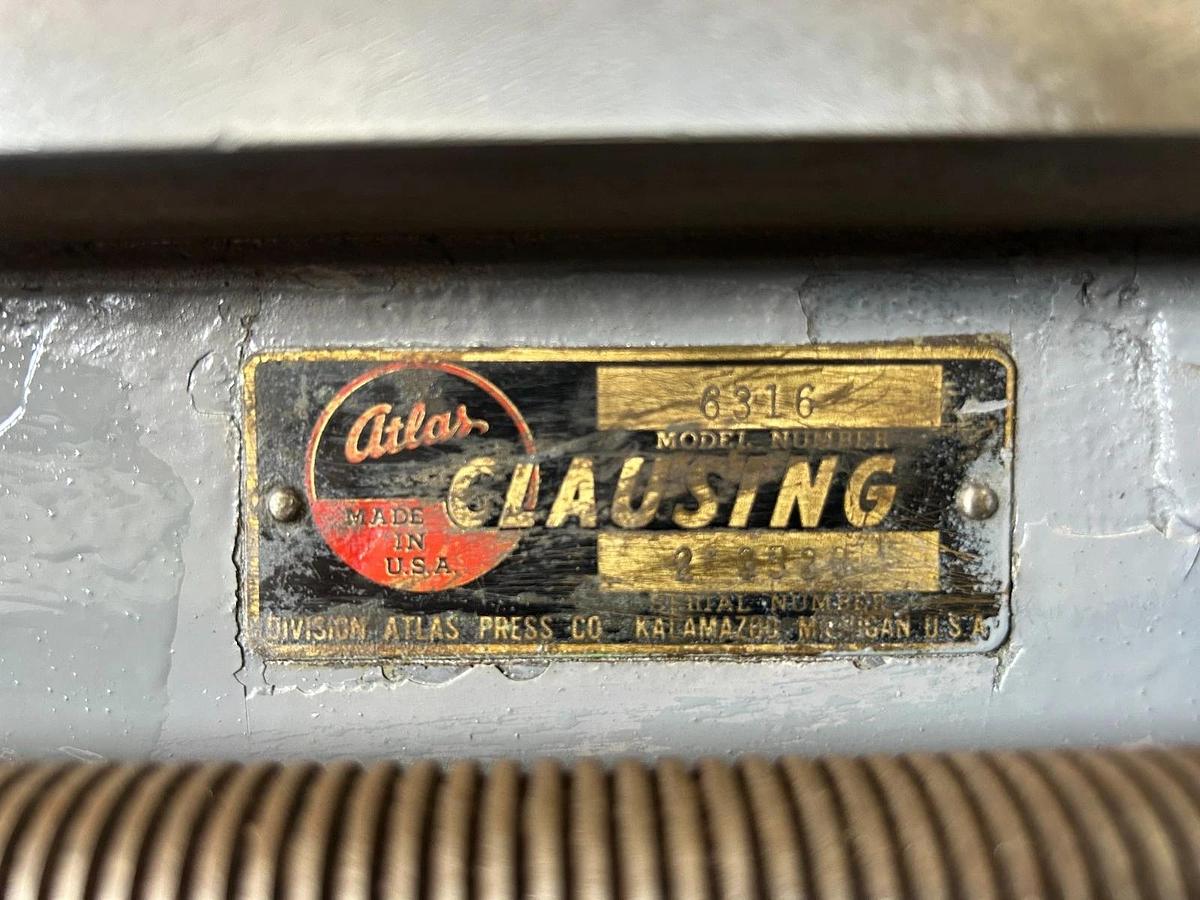 Atlas
MADE
IN
U.S.A.
6316
MODEL NUMBER
CLAUSING
SERIAL NUMBER
DIVISION ATLAS PRESS CO. KALAMAZOO MICHIGAN U.S.A.